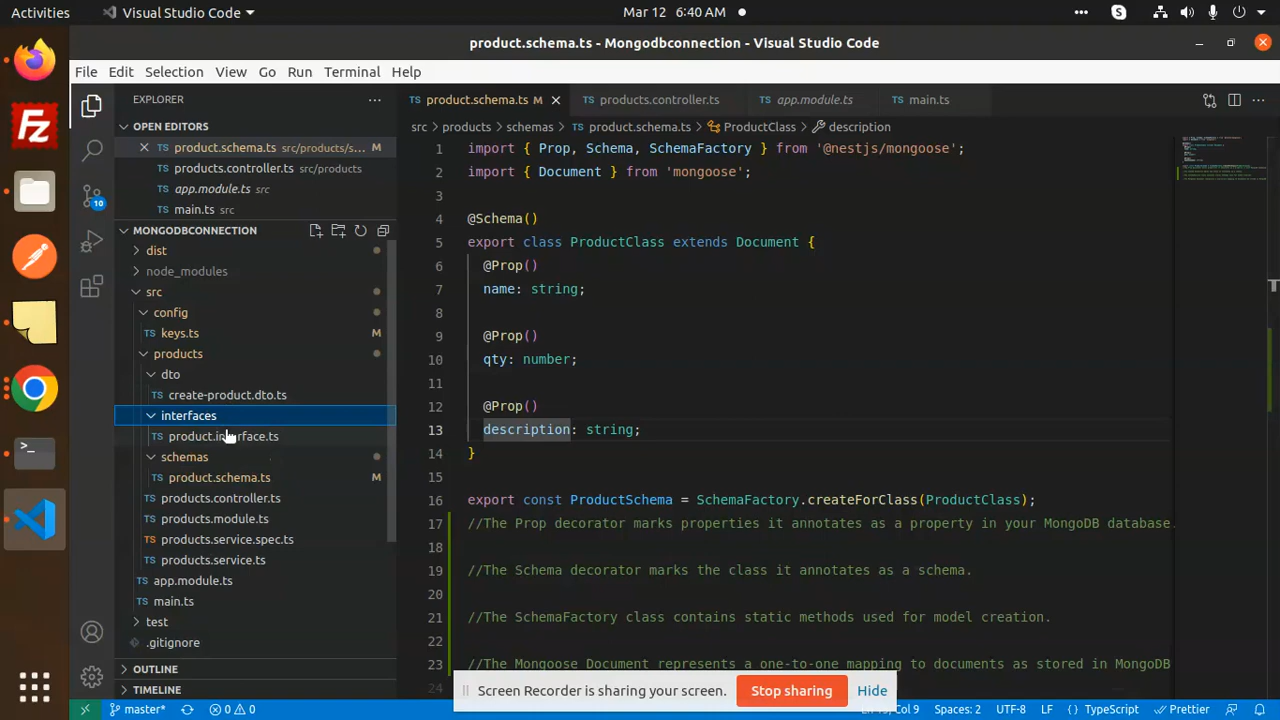 Activities
Visual Studio Code
Mar 12 6:40 AM
product.schema.ts - Mongodbconnection - Visual Studio Code
File Edit Selection View Go Run Terminal Help
EXPLORER
OPEN EDITORS
product.schema.ts src/products/s... M
products.controller.ts src/products
app.module.ts src
main.ts src
MONGODBCONNECTION
dist
node_modules
src
config
keys.ts M
products
dto
create-product.dto.ts
interfaces
product.interface.ts
schemas
product.schema.ts M
products.controller.ts
products.module.ts
products.service.spec.ts
products.service.ts
app.module.ts
main.ts
test
.gitignore
OUTLINE
TIMELINE
10
product.schema.ts M
products.controller.ts
app.module.ts
main.ts
src > products > schemas > product.schema.ts > ProductClass > description
1 import { Prop, Schema, SchemaFactory } from '@nestjs/mongoose';
2 import { Document } from 'mongoose';
3
4 @Schema()
5 export class ProductClass extends Document {
6 @Prop()
7 name: string;
8
9 @Prop()
10 qty: number;
11
12 @Prop()
13 description: string;
14 }
15
16 export const ProductSchema = SchemaFactory.createForClass(ProductClass);
17 //The Prop decorator marks properties it annotates as a property in your MongoDB database.
18
19 //The Schema decorator marks the class it annotates as a schema.
20
21 //The SchemaFactory class contains static methods used for model creation.
22
23 //The Mongoose Document represents a one-to-one mapping to documents as stored in MongoDB
24
Screen Recorder is sharing your screen.
Stop sharing
Hide
master*
0 0
Col 9
Spaces: 2
UTF-8
LF
TypeScript
Prettier